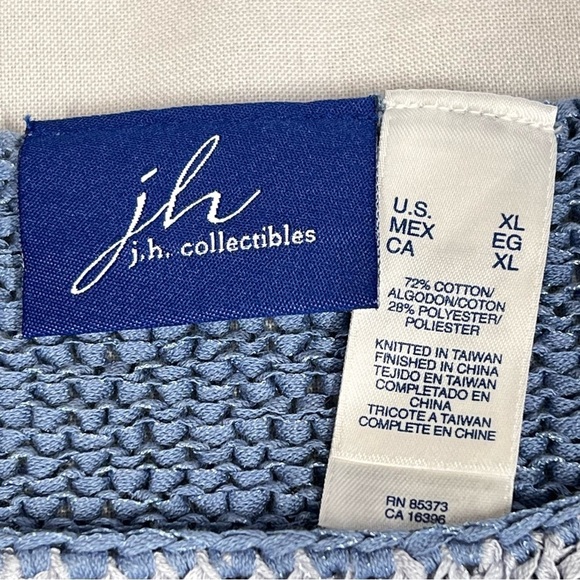 jh
j.h. collectibles
U.S. XL
MEX EG
CA XL
72% COTTON/
ALGODON/COTON
28% POLYESTER/
POLIESTER
KNITTED IN TAIWAN
FINISHED IN CHINA
TEJIDO EN TAIWAN
COMPLETADO EN
CHINA
TRICOTE A TAIWAN
COMPLETE EN CHINE
RN 85373
CA 16396